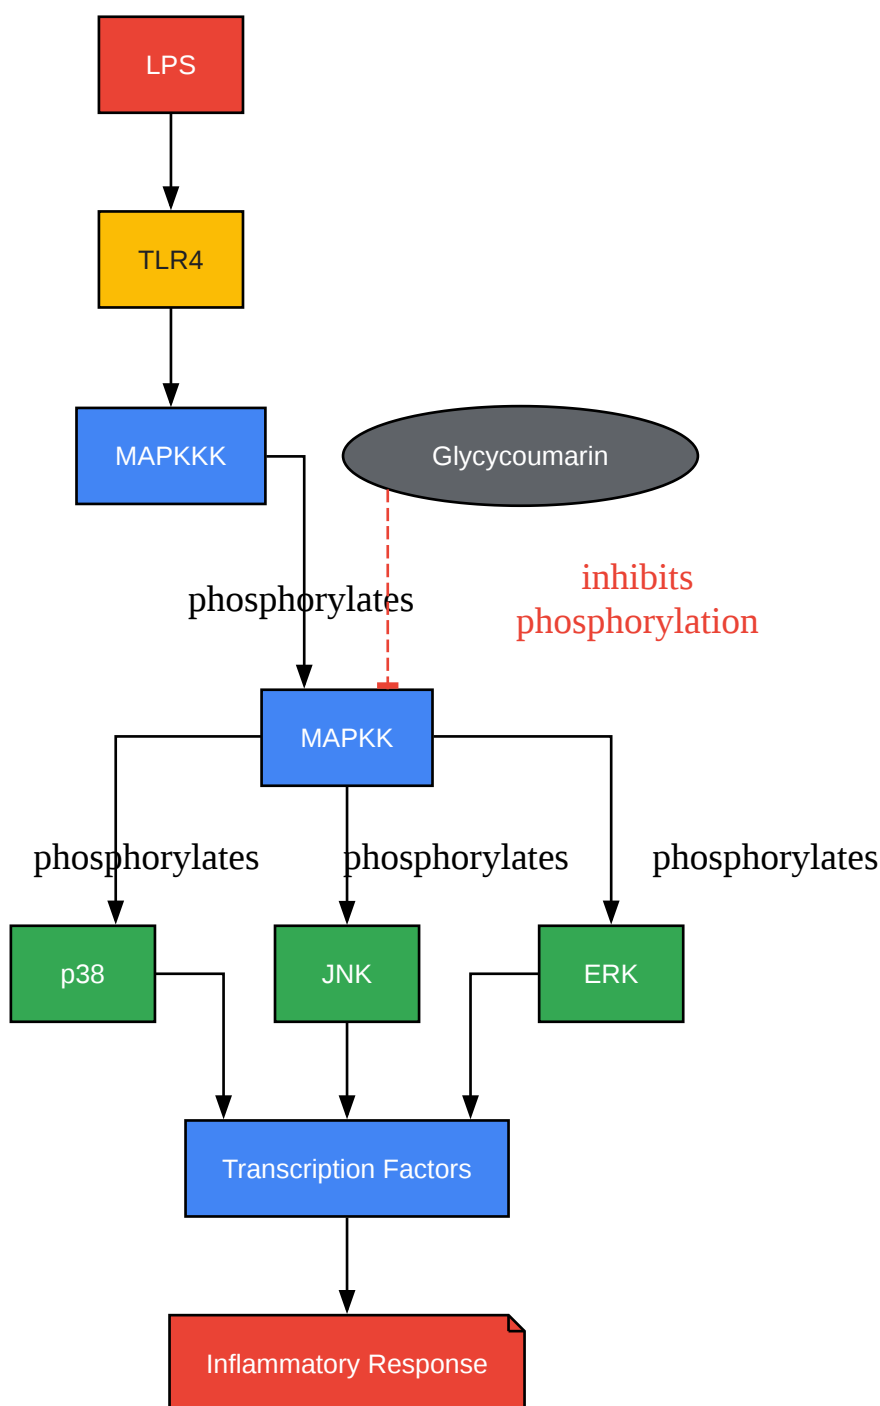 LPS
TLR4
MAPKKK
Glycycoumarin
phosphorylates
inhibits
phosphorylation
MAPKK
phosphorylates
phosphorylates
phosphorylates
p38
JNK
ERK
Transcription Factors
Inflammatory Response